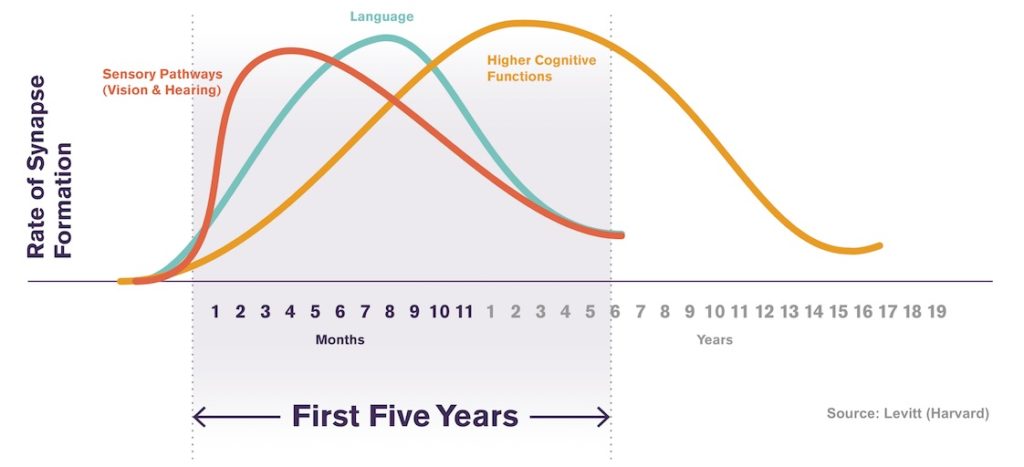 Language
Sensory Pathways
(Vision & Hearing)
Higher Cognitive
Functions
Rate of Synapse
Formation
1 2 3 4 5 6 7 8 9 10 11 1 2 3 4 5 6 7 8 9 10 11 12 13 14 15 16 17 18 19
Months
Years
First Five Years
Source: Levitt (Harvard)